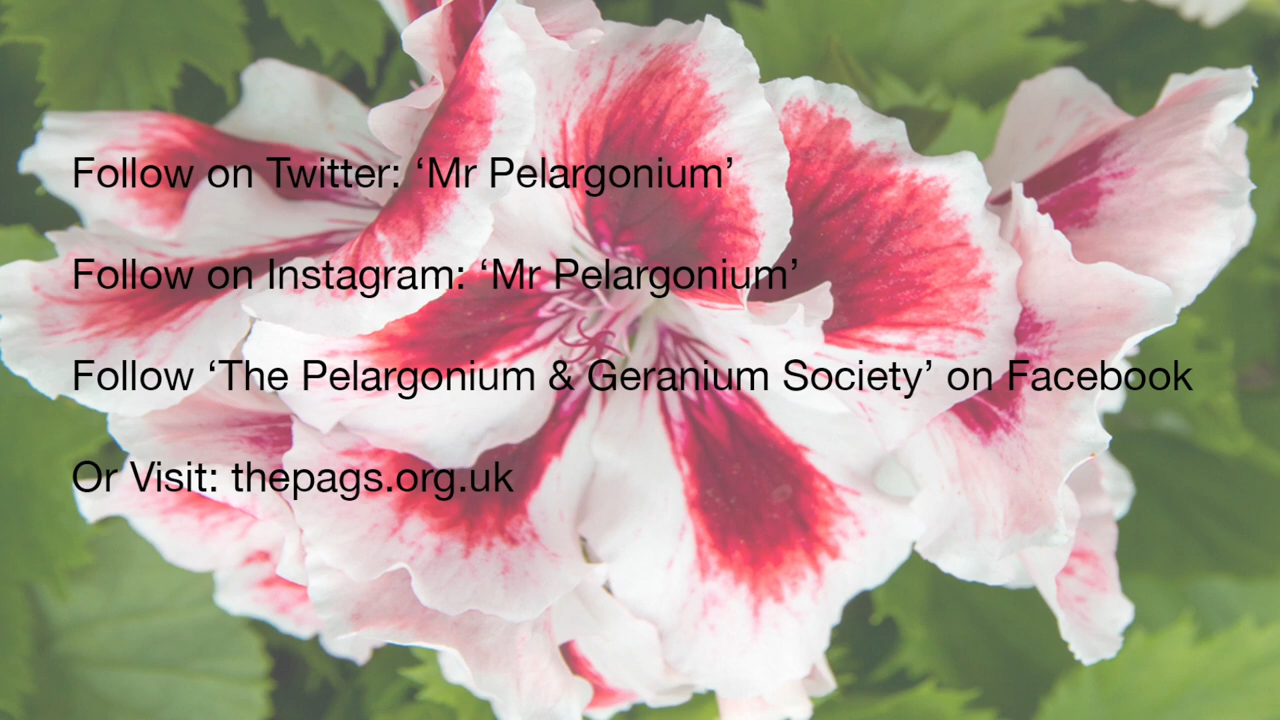 Follow on Twitter: ‘Mr Pelargonium’
Follow on Instagram: ‘Mr Pelargonium’
Follow ‘The Pelargonium & Geranium Society’ on Facebook
Or Visit: thepags.org.uk